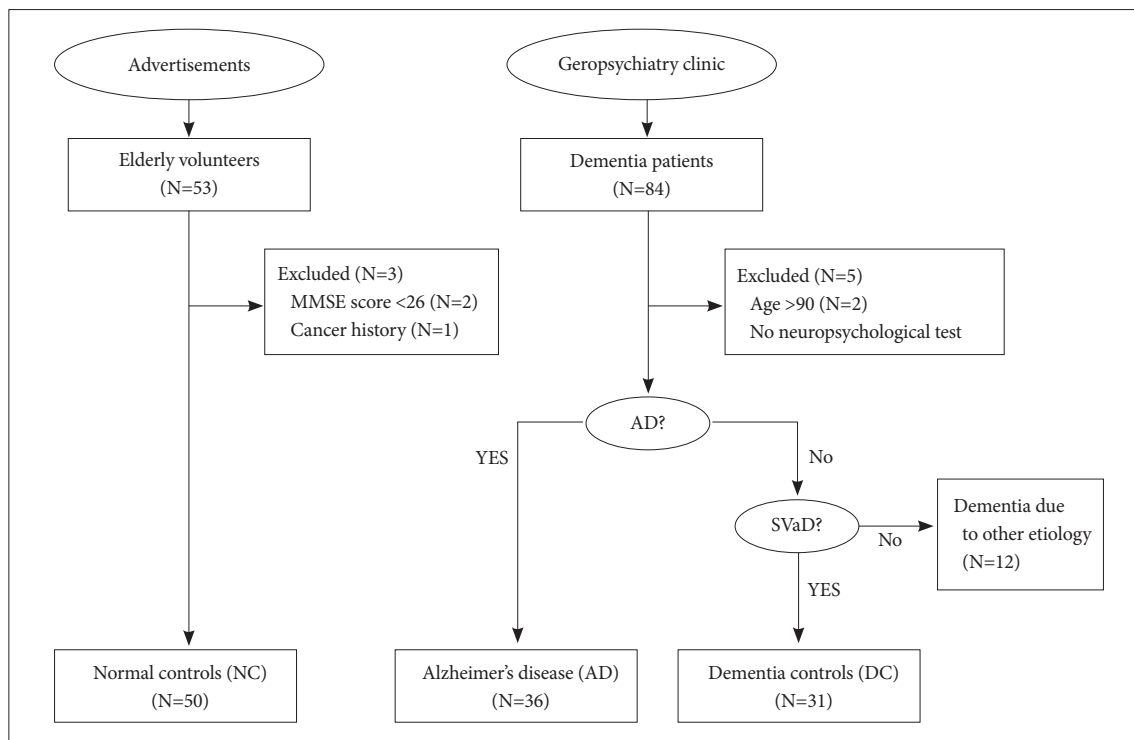 Advertisements
Geropsychiatry clinic
Elderly volunteers
(N=53)
Dementia patients
(N=84)
Excluded (N=3)
MMSE score <26 (N=2)
Cancer history (N=1)
Excluded (N=5)
Age >90 (N=2)
No neuropsychological test
AD?
YES
No
SVaD?
No
Dementia due
to other etiology
(N=12)
YES
Normal controls (NC)
(N=50)
Alzheimer's disease (AD)
(N=36)
Dementia controls (DC)
(N=31)